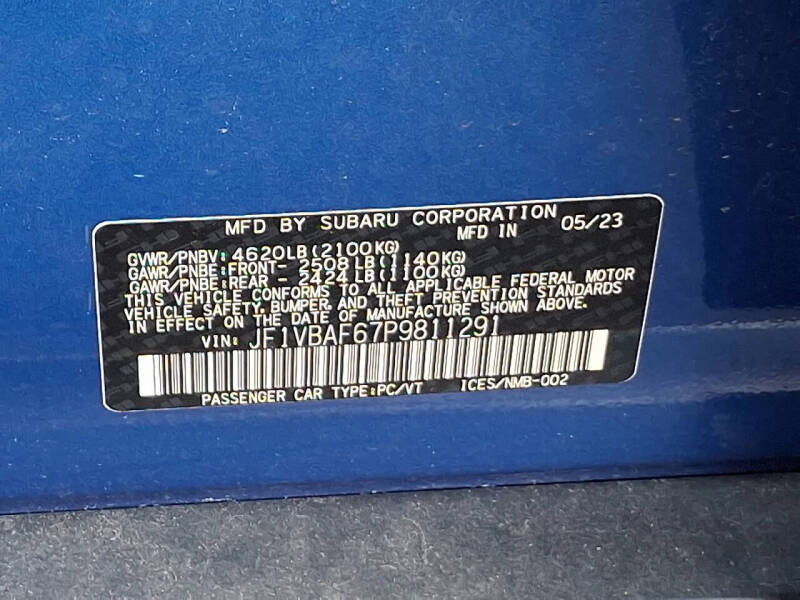 MFD BY SUBARU CORPORATION
MFD IN 05/23
GVWR/PNBV: 4620LB(2100KG)
GAWR/PNBE:FRONT- 2508LB(1140KG)
GAWR/PNBE:REAR - 2424LB(1100KG)
THIS VEHICLE CONFORMS TO ALL APPLICABLE FEDERAL MOTOR
VEHICLE SAFETY, BUMPER, AND THEFT PREVENTION STANDARDS
IN EFFECT ON THE DATE OF MANUFACTURE SHOWN ABOVE.
VIN: JF1VBAF67P9811291
PASSENGER CAR TYPE:PC/VT ICES/NMB-002